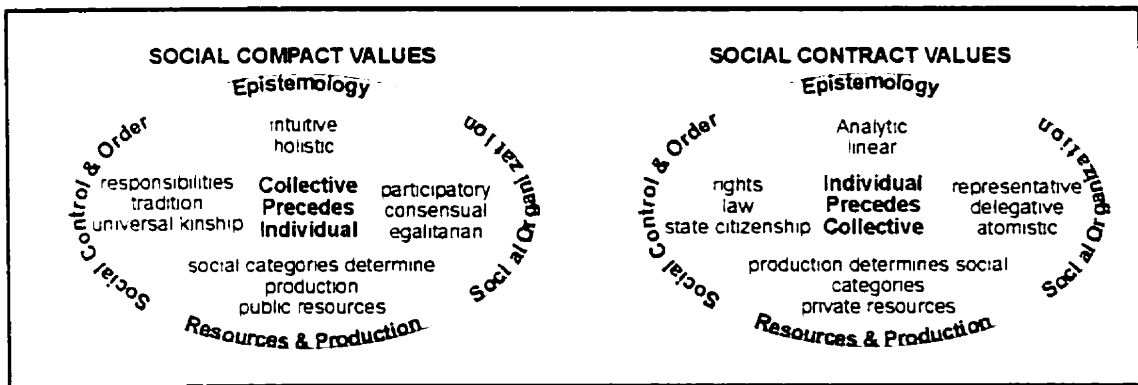 SOCIAL COMPACT VALUES
Epistemology
Social Control & Order
intuitive
holistic
Social Organization
responsibilities
tradition
universal kinship
Collective
Precedes
Individual
participatory
consensual
egalitarian
social categories determine
production
public resources
Resources & Production
SOCIAL CONTRACT VALUES
Epistemology
Social Control & Order
Analytic
linear
Social Organization
rights
law
state citizenship
Individual
Precedes
Collective
representative
delegative
atomistic
production determines social
categories
private resources
Resources & Production